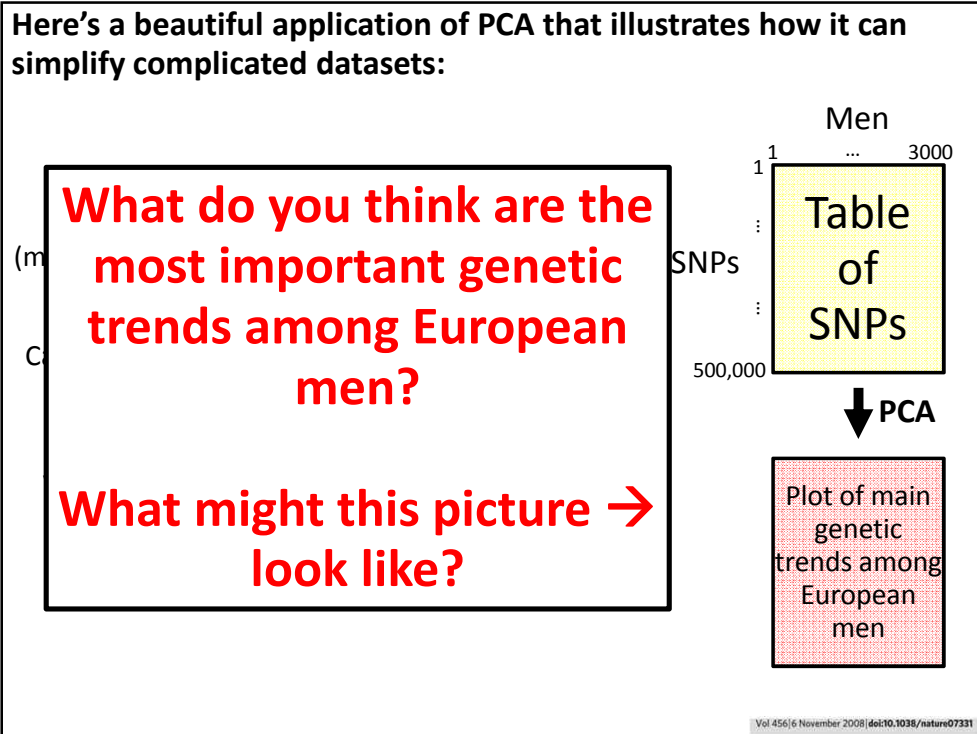 Here's a beautiful application of PCA that illustrates how it can
simplify complicated datasets:
Men
1 ... 3000
1
⋮
SNPs
⋮
500,000
Table
of
SNPs
PCA
Plot of main
genetic
trends among
European
men
(m
Ca
What do you think are the
most important genetic
trends among European
men?
What might this picture →
look like?
Vol 456|6 November 2008|doi:10.1038/nature07331